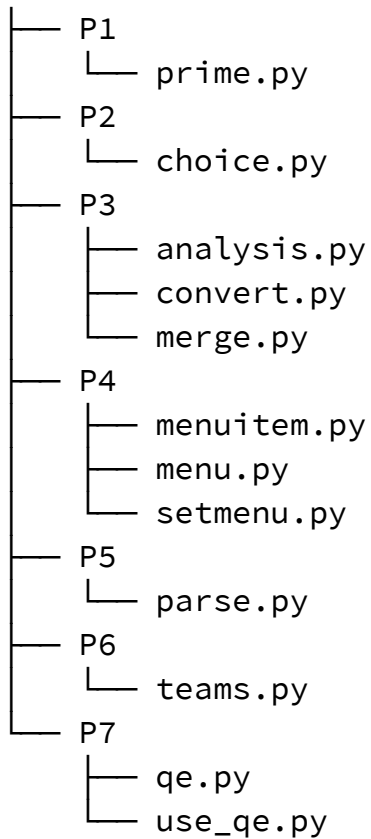 P1
prime.py
P2
choice.py
P3
analysis.py
convert.py
merge.py
P4
menuitem.py
menu.py
setmenu.py
P5
parse.py
P6
teams.py
P7
qe.py
use_qe.py